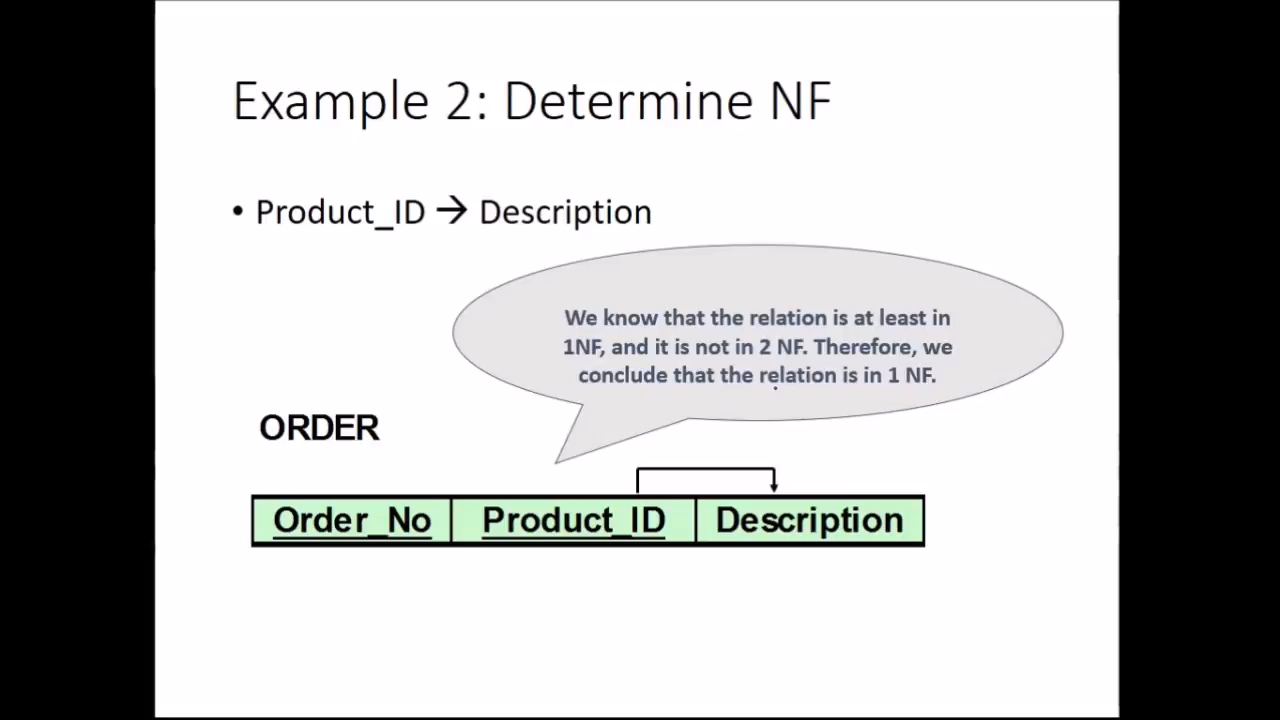 Example 2: Determine NF
• Product_ID → Description
We know that the relation is at least in
1NF, and it is not in 2 NF. Therefore, we
conclude that the relation is in 1 NF.
ORDER
Order_No Product_ID Description